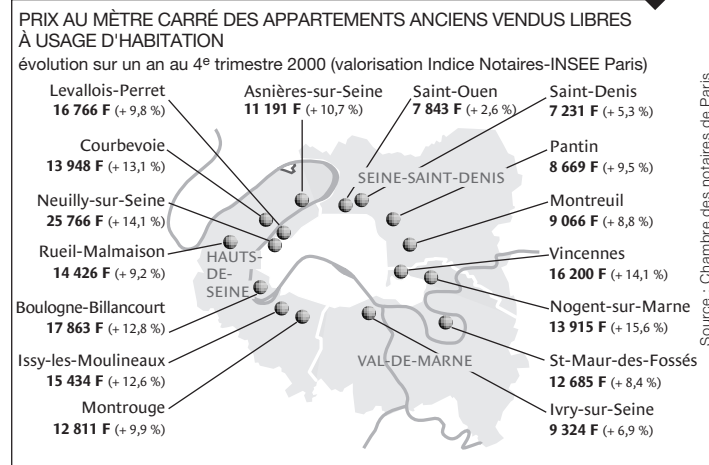 PRIX AU MÈTRE CARRÉ DES APPARTEMENTS ANCIENS VENDUS LIBRES
À USAGE D'HABITATION
évolution sur un an au 4e trimestre 2000 (valorisation Indice Notaires-INSEE Paris)
Levallois-Perret
16 766 F (+ 9,8 %)
Asnières-sur-Seine
11 191 F (+ 10,7 %)
Saint-Ouen
7 843 F (+ 2,6 %)
Saint-Denis
7 231 F (+ 5,3 %)
Courbevoie
13 948 F (+ 13,1 %)
Pantin
8 669 F (+ 9,5 %)
SEINE-SAINT-DENIS
Neuilly-sur-Seine
25 766 F (+ 14,1 %)
Montreuil
9 066 F (+ 8,8 %)
Rueil-Malmaison
14 426 F (+ 9,2 %)
HAUTS-
DE-
SEINE
Vincennes
16 200 F (+ 14,1 %)
Boulogne-Billancourt
17 863 F (+ 12,8 %)
Nogent-sur-Marne
13 915 F (+ 15,6 %)
Issy-les-Moulineaux
15 434 F (+ 12,6 %)
VAL-DE-MARNE
St-Maur-des-Fossés
12 685 F (+ 8,4 %)
Montrouge
12 811 F (+ 9,9 %)
Ivry-sur-Seine
9 324 F (+ 6,9 %)
Source : Chambre des notaires de Paris